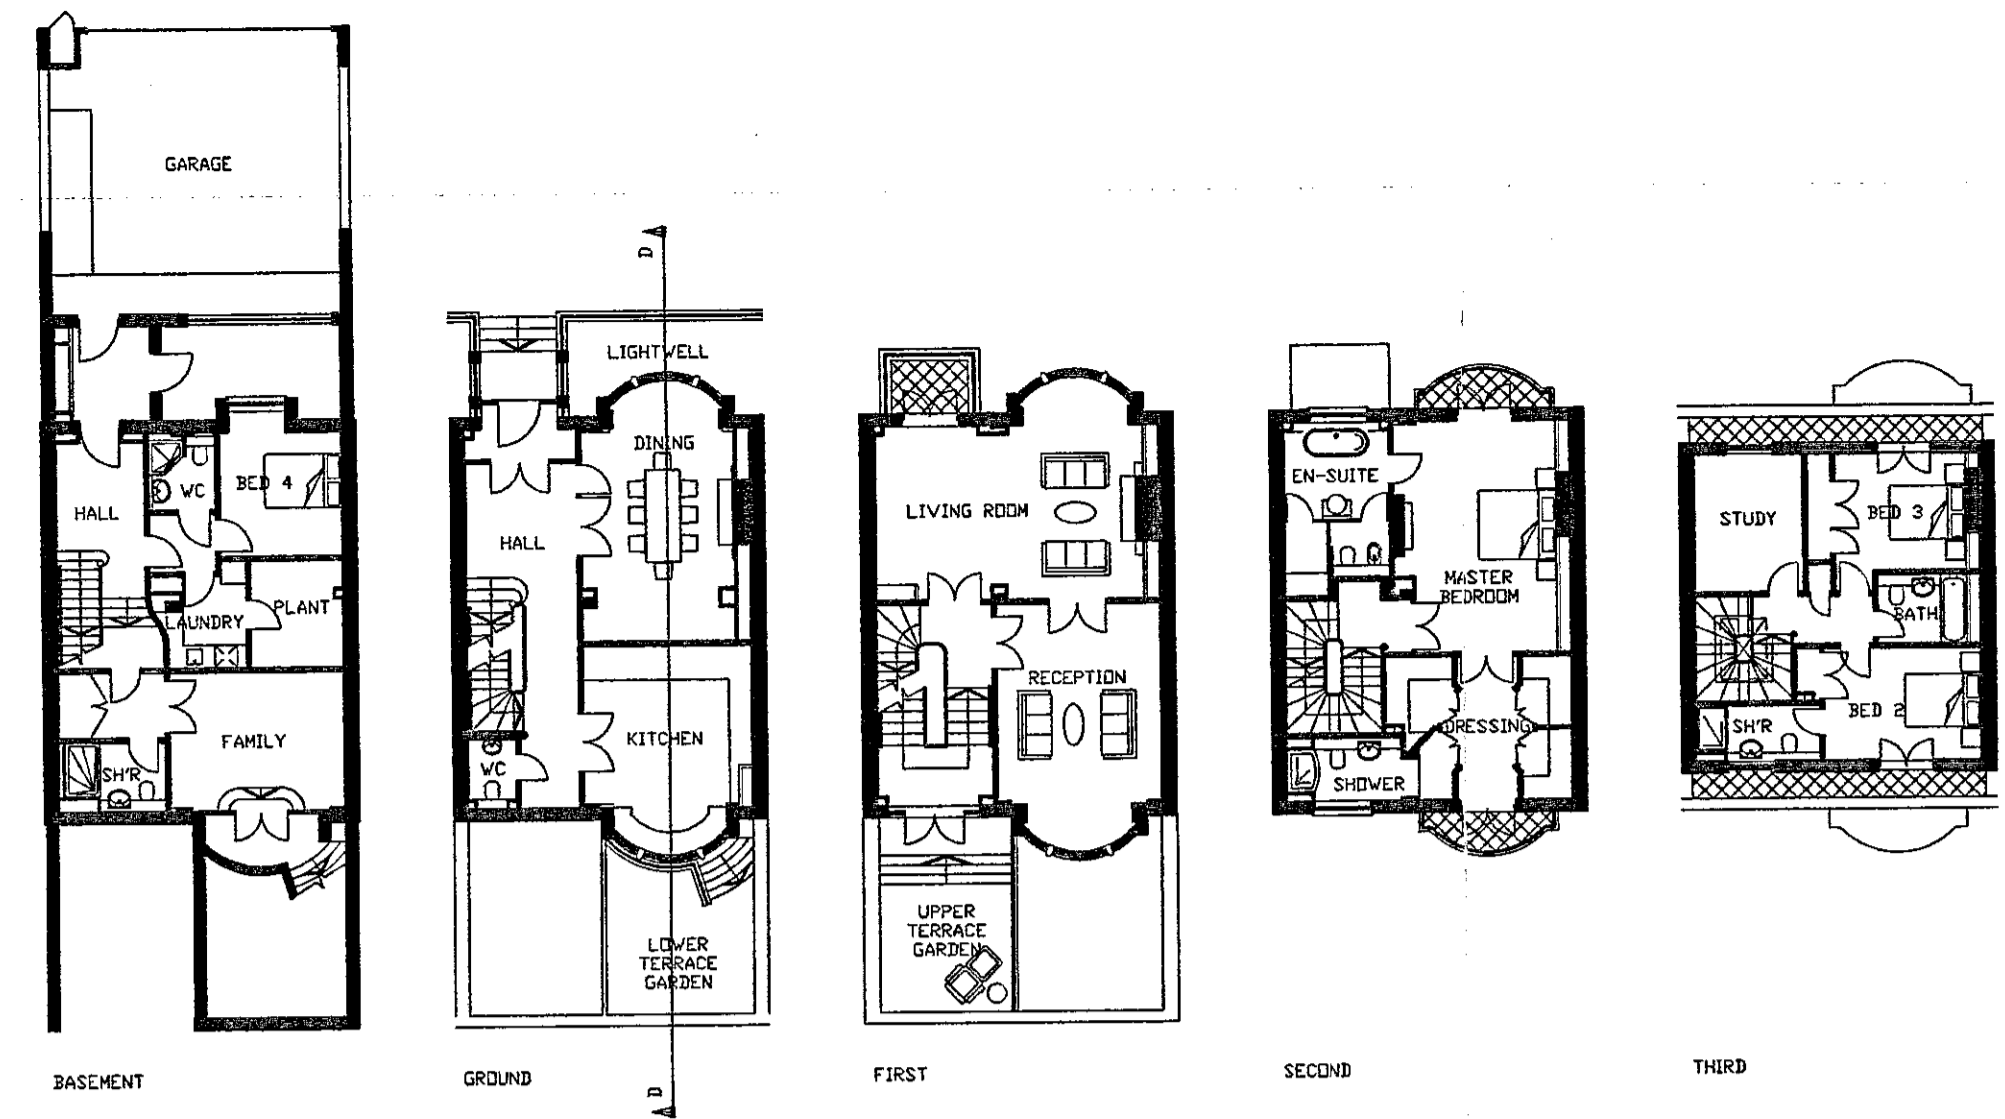 GARAGE
WC
BED 4
HALL
LAUNDRY
PLANT
FAMILY
SH'R
BASEMENT
D
LIGHTWELL
DINING
HALL
KITCHEN
WC
LOWER
TERRACE
GARDEN
D
GROUND
LIVING ROOM
RECEPTION
UPPER
TERRACE
GARDEN
FIRST
EN-SUITE
MASTER
BEDROOM
DRESSING
SHOWER
SECOND
STUDY
BED 3
BATH
BED 2
SH'R
THIRD